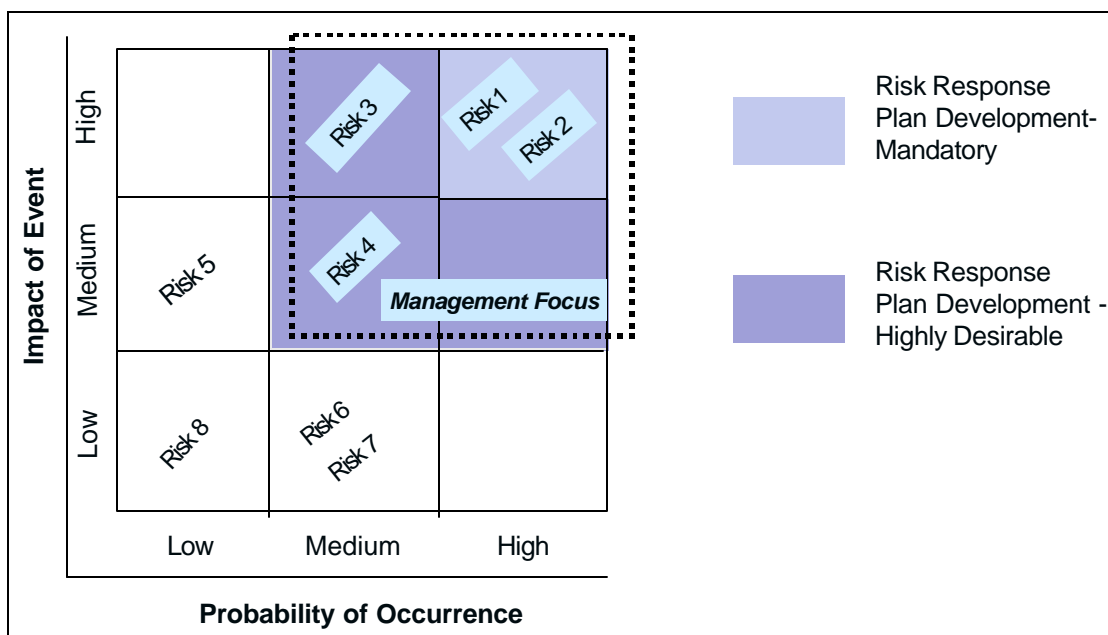 Impact of Event
High
Medium
Low
Risk 3
Risk 1
Risk 2
Risk 5
Risk 4
Management Focus
Risk 8
Risk 6
Risk 7
Low
Medium
High
Probability of Occurrence
Risk Response
Plan Development-
Mandatory
Risk Response
Plan Development -
Highly Desirable